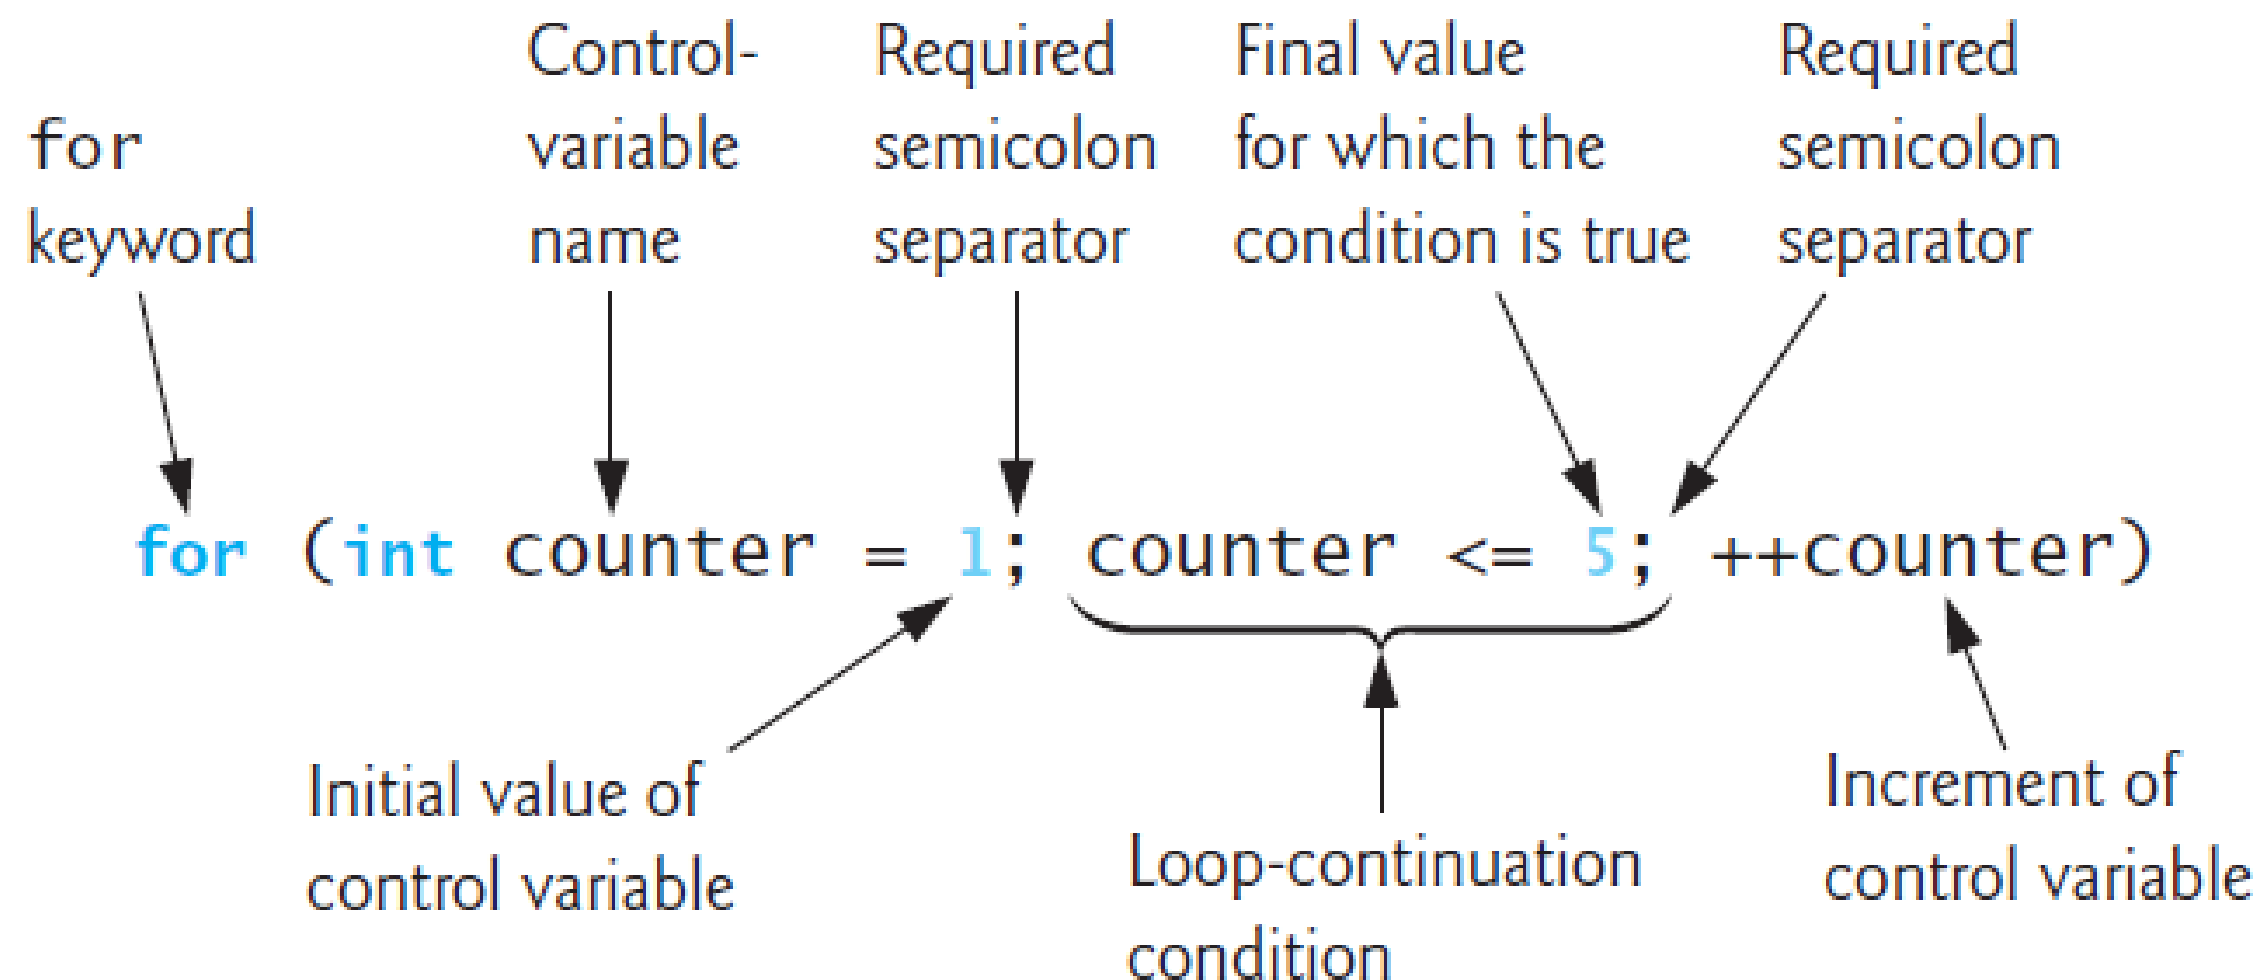 for
keyword
Control-
variable
name
Required
semicolon
separator
Final value
for which the
condition is true
Required
semicolon
separator
for (int counter = 1; counter <= 5; ++counter)
Initial value of
control variable
Loop-continuation
condition
Increment of
control variable